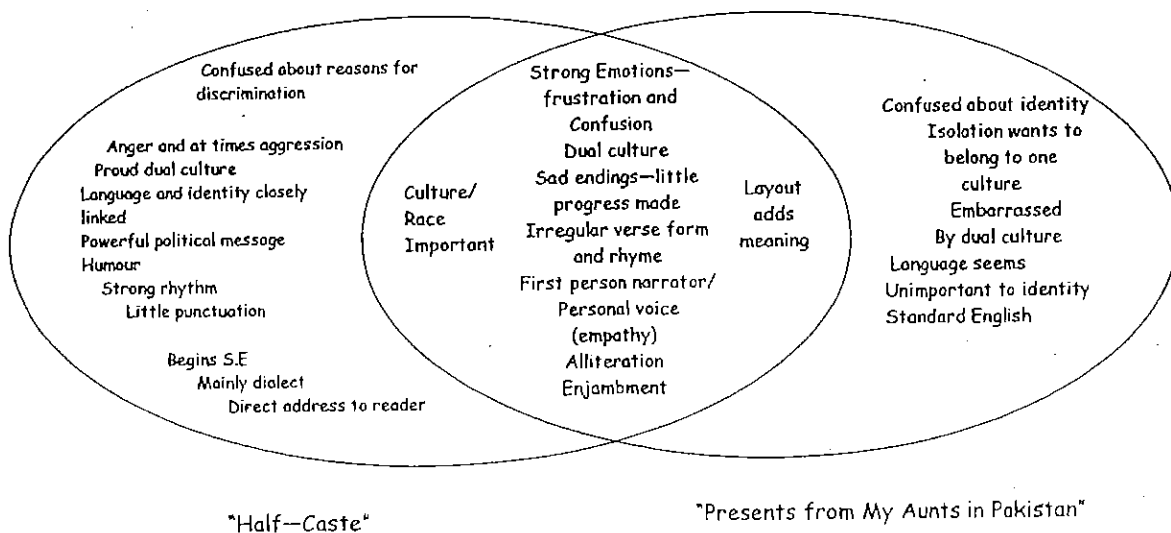 Confused about reasons for
discrimination
Anger and at times aggression
Proud dual culture
Language and identity closely
linked
Powerful political message
Humour
Strong rhythm
Little punctuation
Begins S.E
Mainly dialect
Direct address to reader
Culture/
Race
Important
Strong Emotions—
frustration and
Confusion
Dual culture
Sad endings—little
progress made
Irregular verse form
and rhyme
First person narrator/
Personal voice
(empathy)
Alliteration
Enjambment
Layout
adds
meaning
Confused about identity
Isolation wants to
belong to one
culture
Embarrassed
By dual culture
Language seems
Unimportant to identity
Standard English
"Half—Caste"
"Presents from My Aunts in Pakistan"